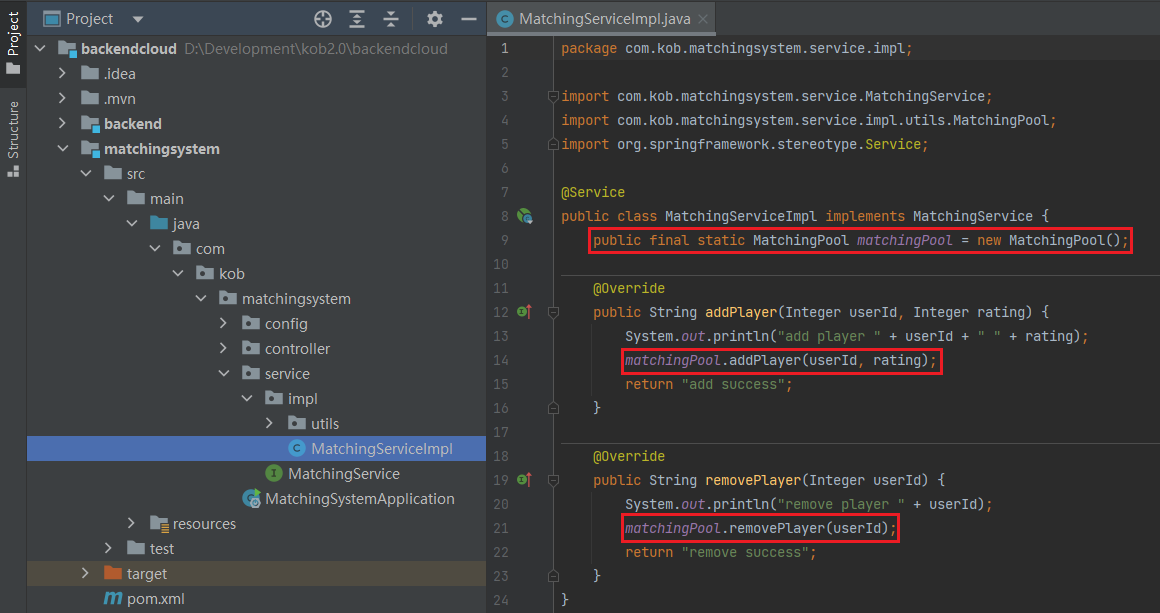 Project
Structure
Project
backendcloud D:\Development\kob2.0\backendcloud
.idea
.mvn
backend
matchingsystem
src
main
java
com
kob
matchingsystem
config
controller
service
impl
utils
MatchingServiceImpl
MatchingService
MatchingSystemApplication
resources
test
target
pom.xml
MatchingServiceImpl.java
1 package com.kob.matchingsystem.service.impl;
2
3 import com.kob.matchingsystem.service.MatchingService;
4 import com.kob.matchingsystem.service.impl.utils.MatchingPool;
5 import org.springframework.stereotype.Service;
6
7 @Service
8 public class MatchingServiceImpl implements MatchingService {
9 public final static MatchingPool matchingPool = new MatchingPool();
10
11 @Override
12 public String addPlayer(Integer userId, Integer rating) {
13 System.out.println("add player " + userId + " " + rating);
14 matchingPool.addPlayer(userId, rating);
15 return "add success";
16 }
17
18 @Override
19 public String removePlayer(Integer userId) {
20 System.out.println("remove player " + userId);
21 matchingPool.removePlayer(userId);
22 return "remove success";
23 }
24 }